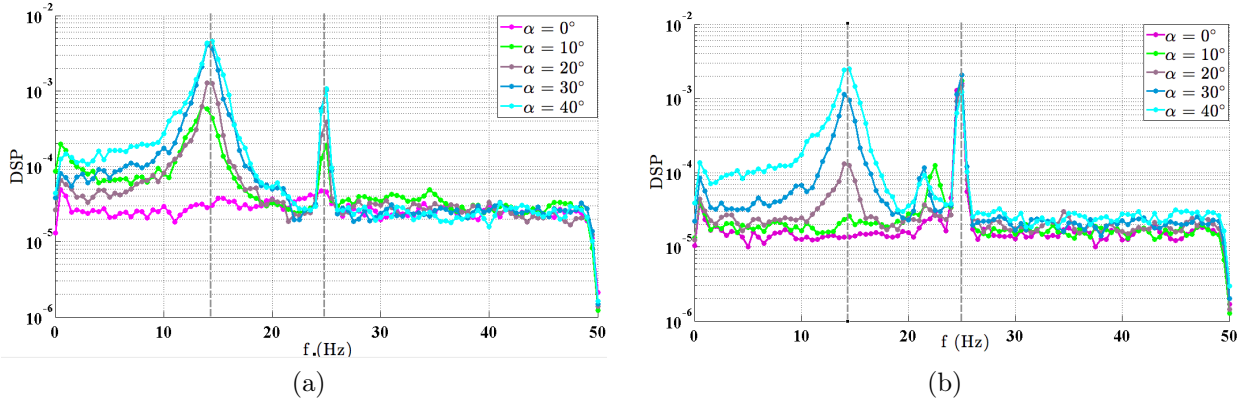 10⁻²
10⁻³
10⁻⁴
10⁻⁵
10⁻⁶
DSP
0 10 20 30 40 50
f (Hz)
α = 0°
α = 10°
α = 20°
α = 30°
α = 40°
(a)
10⁻²
10⁻³
10⁻⁴
10⁻⁵
10⁻⁶
DSP
0 10 20 30 40 50
f (Hz)
α = 0°
α = 10°
α = 20°
α = 30°
α = 40°
(b)